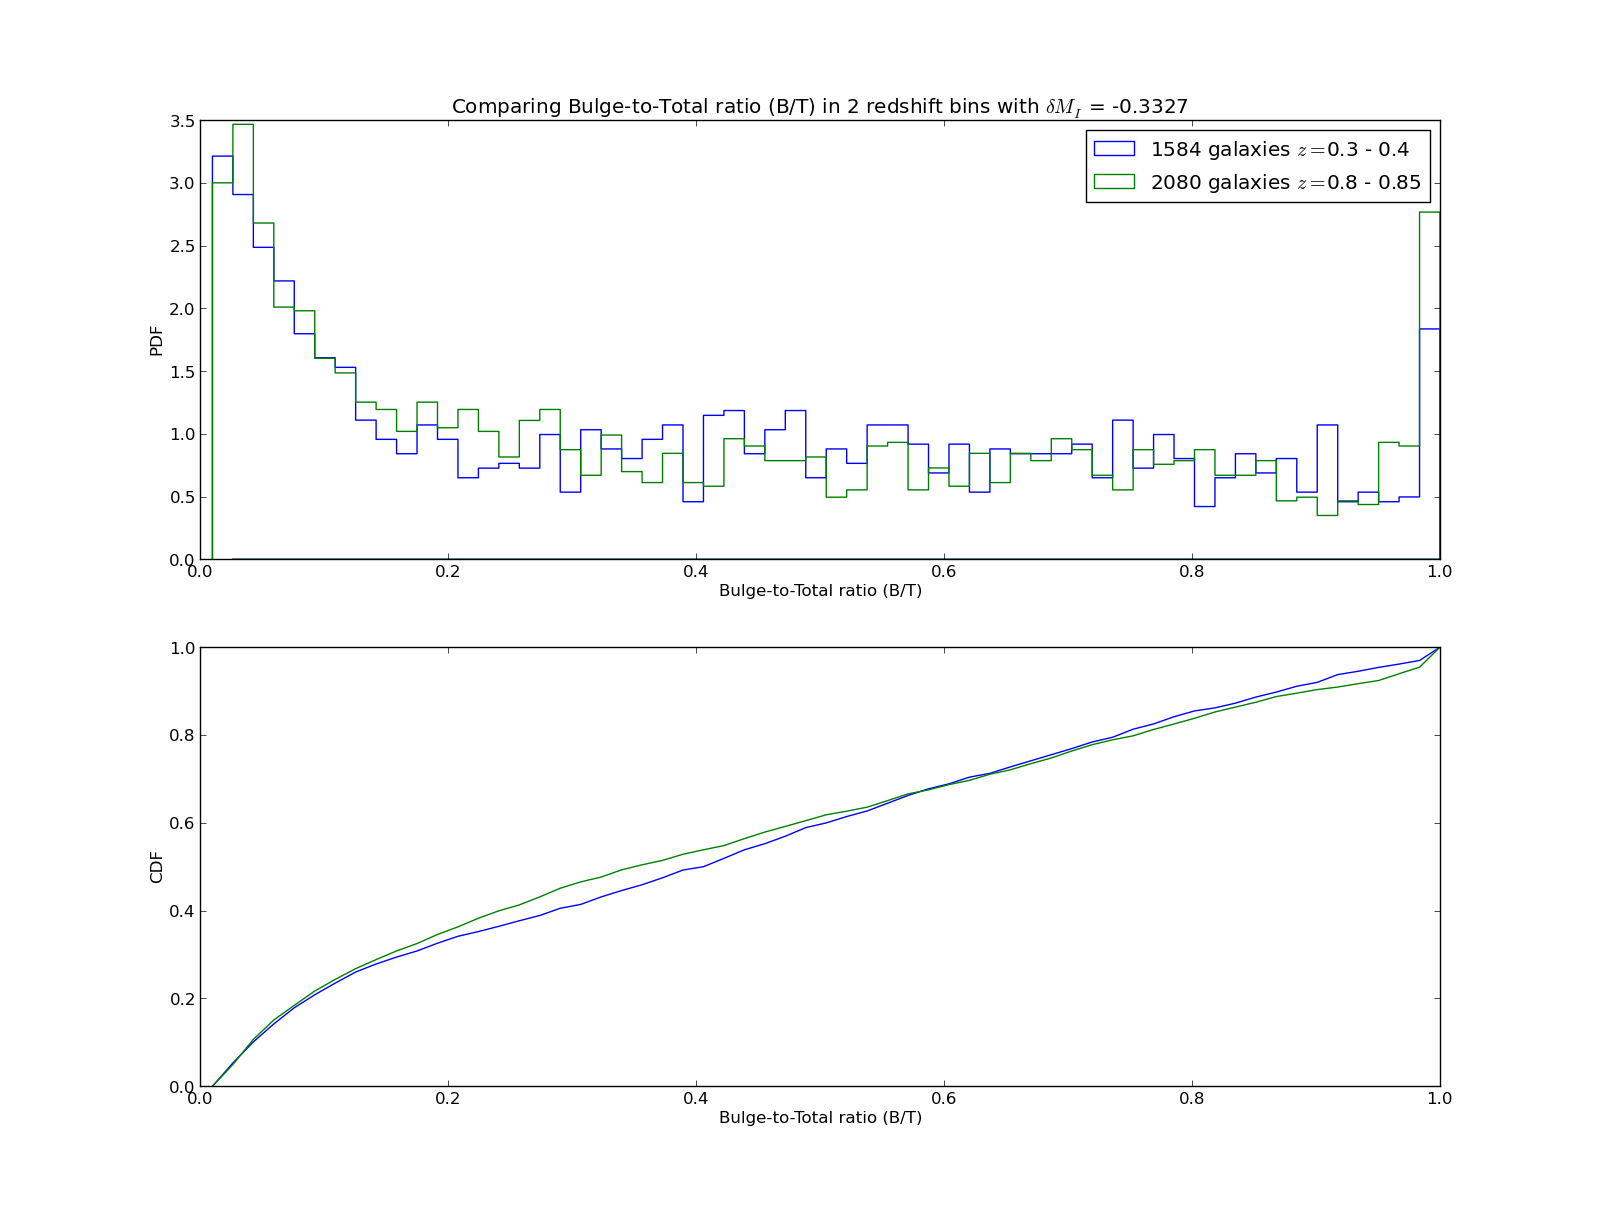 Comparing Bulge-to-Total ratio (B/T) in 2 redshift bins with δM_I = -0.3327
1584 galaxies z=0.3 - 0.4
2080 galaxies z=0.8 - 0.85
PDF
3.5
3.0
2.5
2.0
1.5
1.0
0.5
0.0
0.0 0.2 0.4 0.6 0.8 1.0
Bulge-to-Total ratio (B/T)
CDF
1.0
0.8
0.6
0.4
0.2
0.0
0.0 0.2 0.4 0.6 0.8 1.0
Bulge-to-Total ratio (B/T)